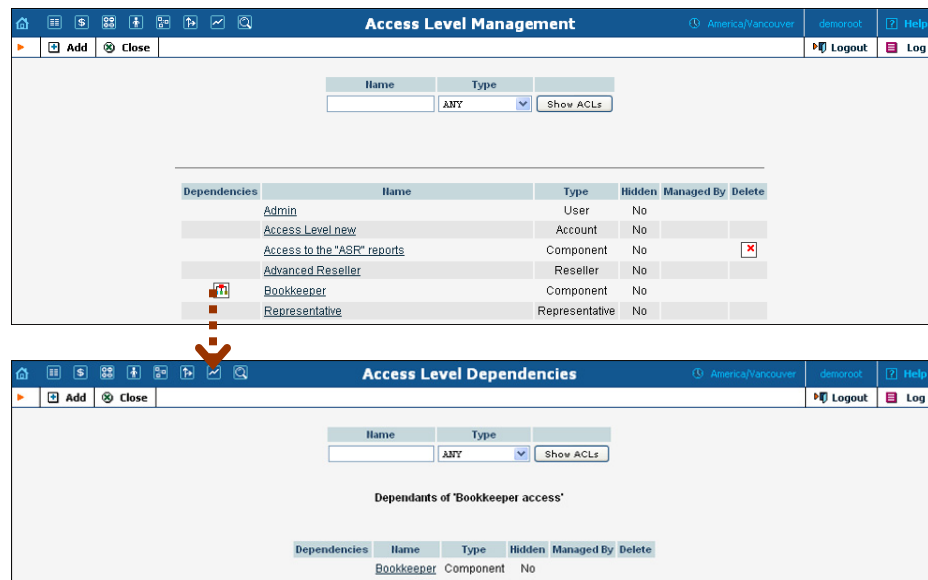 Access Level Management America/Vancouver demoroot ? Help
Add Close Logout Log
Name Type
ANY Show ACLs
Dependencies Name Type Hidden Managed By Delete
Admin User No
Access Level new Account No
Access to the "ASR" reports Component No
Advanced Reseller Reseller No
Bookkeeper Component No
Representative Representative No
Access Level Dependencies America/Vancouver demoroot ? Help
Add Close Logout Log
Name Type
ANY Show ACLs
Dependants of 'Bookkeeper access'
Dependencies Name Type Hidden Managed By Delete
Bookkeeper Component No